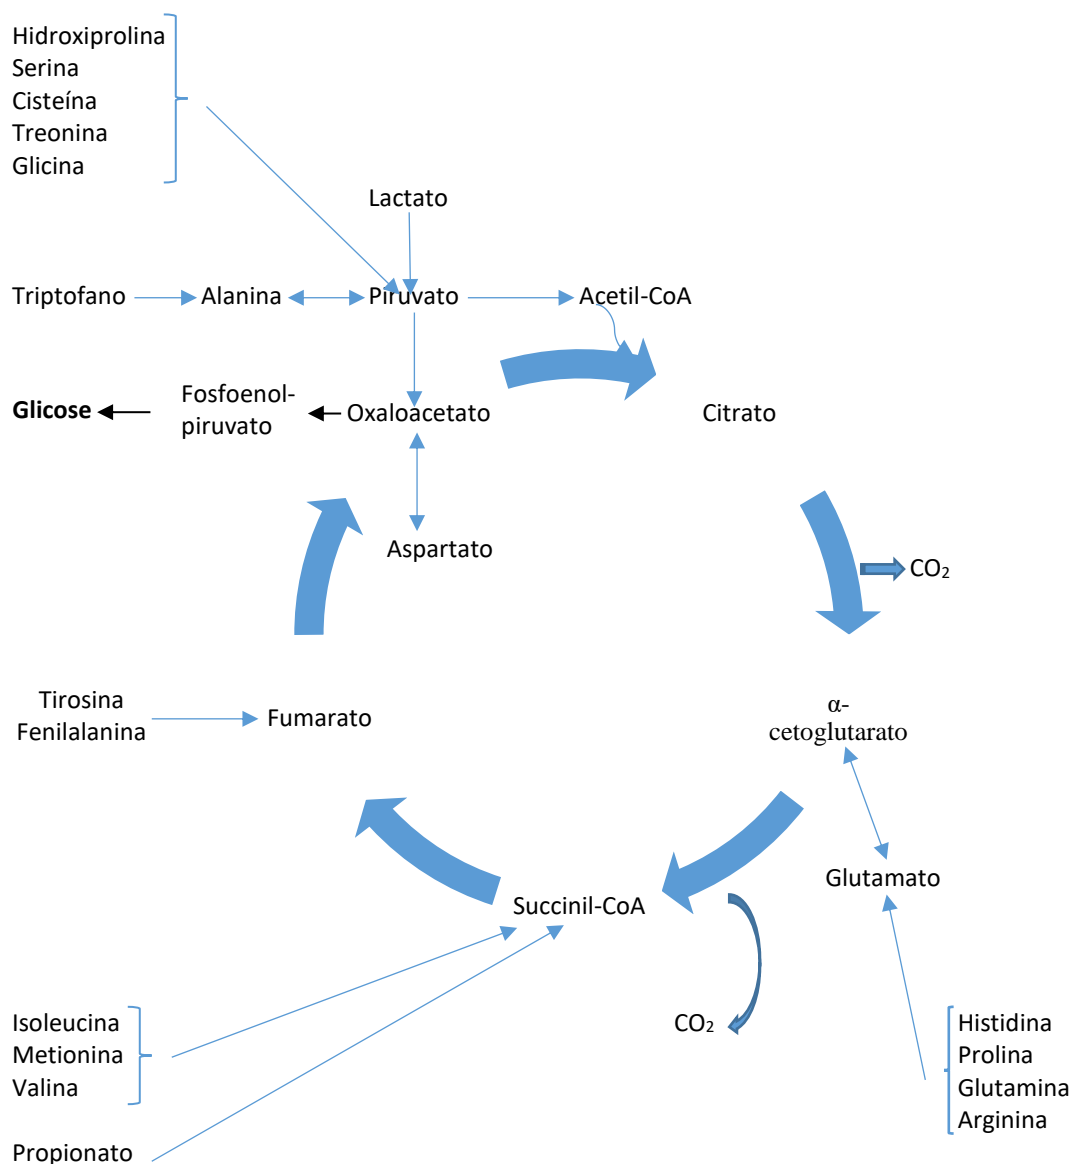 Hidroxiprolina
Serina
Cisteína
Treonina
Glicina
Lactato
Triptofano
Alanina
Piruvato
Acetil-CoA
Glicose
Fosfoenol-
piruvato
Oxaloacetato
Citrato
Aspartato
CO₂
Tirosina
Fenilalanina
Fumarato
α-
cetoglutarato
Glutamato
Succinil-CoA
CO₂
Isoleucina
Metionina
Valina
Propionato
Histidina
Prolina
Glutamina
Arginina